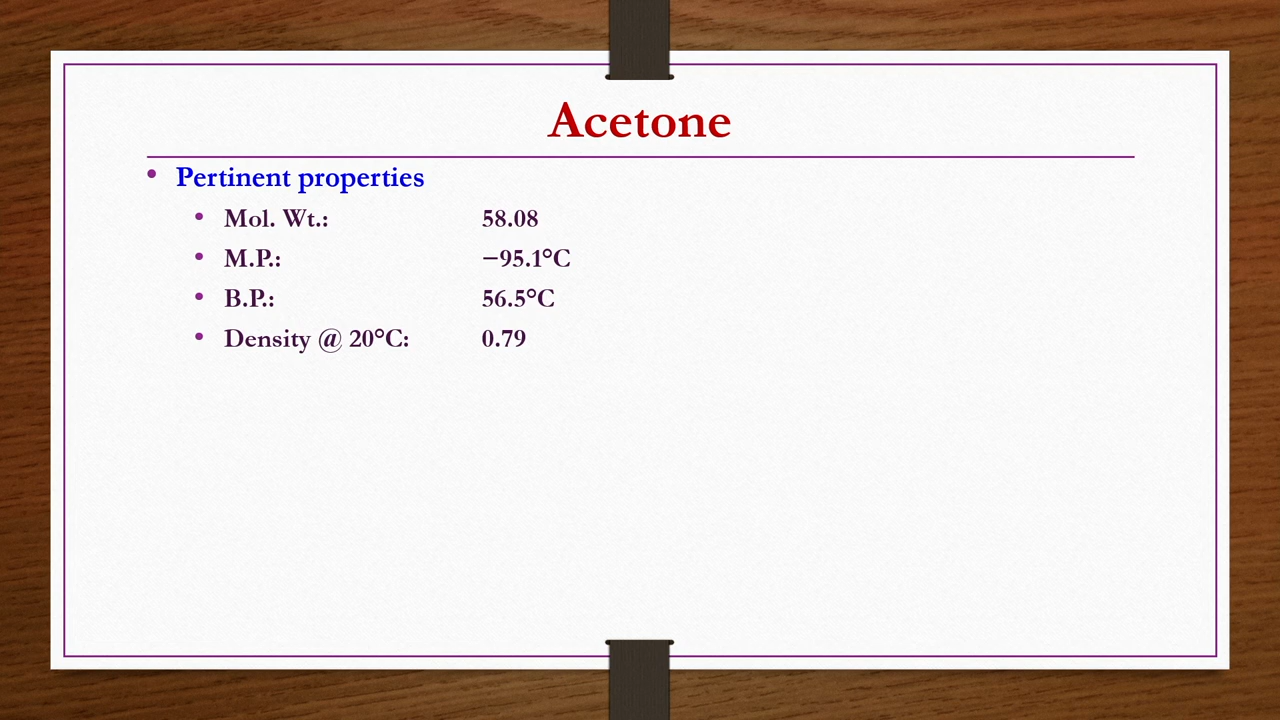 Acetone
• Pertinent properties
• Mol. Wt.: 58.08
• M.P.: −95.1°C
• B.P.: 56.5°C
• Density @ 20°C: 0.79